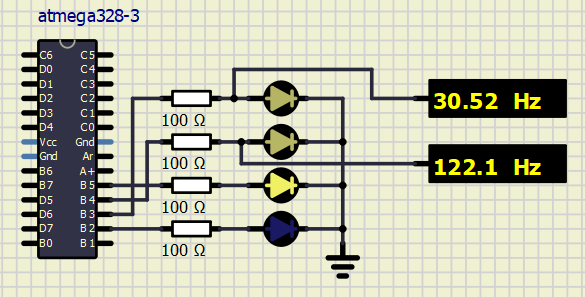 atmega328-3
C6 C5
D0 C4
D1 C3
D2 C2
D3 C1
D4 C0
Vcc Gnd
Gnd Ar
B6 A+
B7 B5
D5 B4
D6 B3
D7 B2
B0 B1
100 Ω
100 Ω
100 Ω
100 Ω
30.52 Hz
122.1 Hz